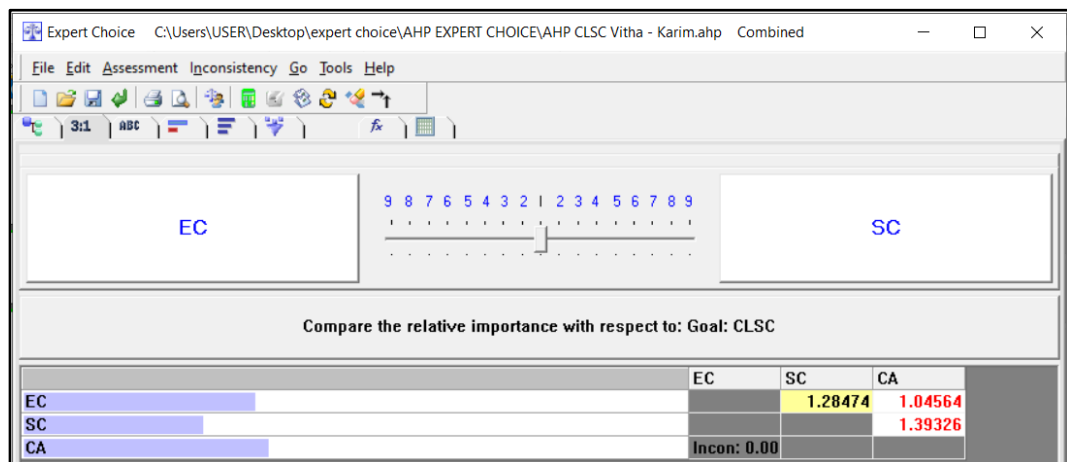 Expert Choice C:\Users\USER\Desktop\expert choice\AHP EXPERT CHOICE\AHP CLSC Vitha - Karim.ahp Combined
File Edit Assessment Inconsistency Go Tools Help
3:1 ABC fx
9 8 7 6 5 4 3 2 | 2 3 4 5 6 7 8 9
EC SC
Compare the relative importance with respect to: Goal: CLSC
EC SC CA
EC 1.28474 1.04564
SC 1.39326
CA Incon: 0.00